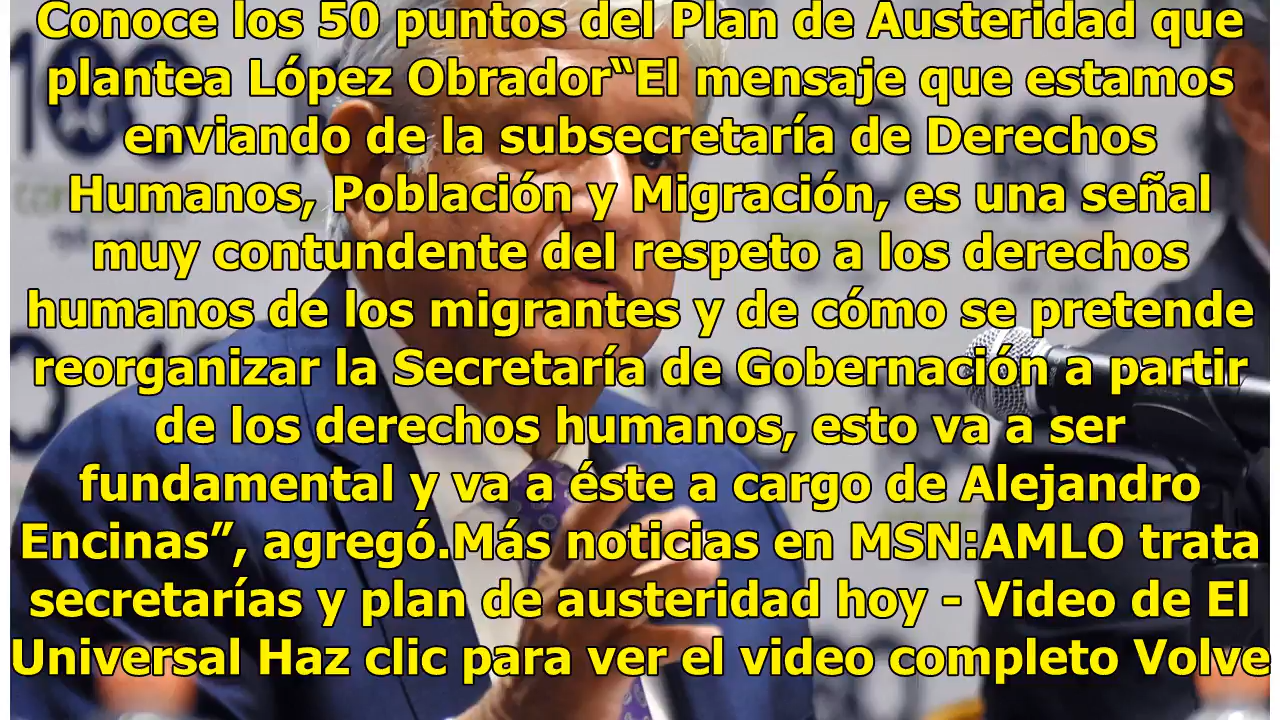 Conoce los 50 puntos del Plan de Austeridad que
plantea López Obrador“El mensaje que estamos
enviando de la subsecretaría de Derechos
Humanos, Población y Migración, es una señal
muy contundente del respeto a los derechos
humanos de los migrantes y de cómo se pretende
reorganizar la Secretaría de Gobernación a partir
de los derechos humanos, esto va a ser
fundamental y va a éste a cargo de Alejandro
Encinas”, agregó.Más noticias en MSN:AMLO trata
secretarías y plan de austeridad hoy - Video de El
Universal Haz clic para ver el video completo Volve